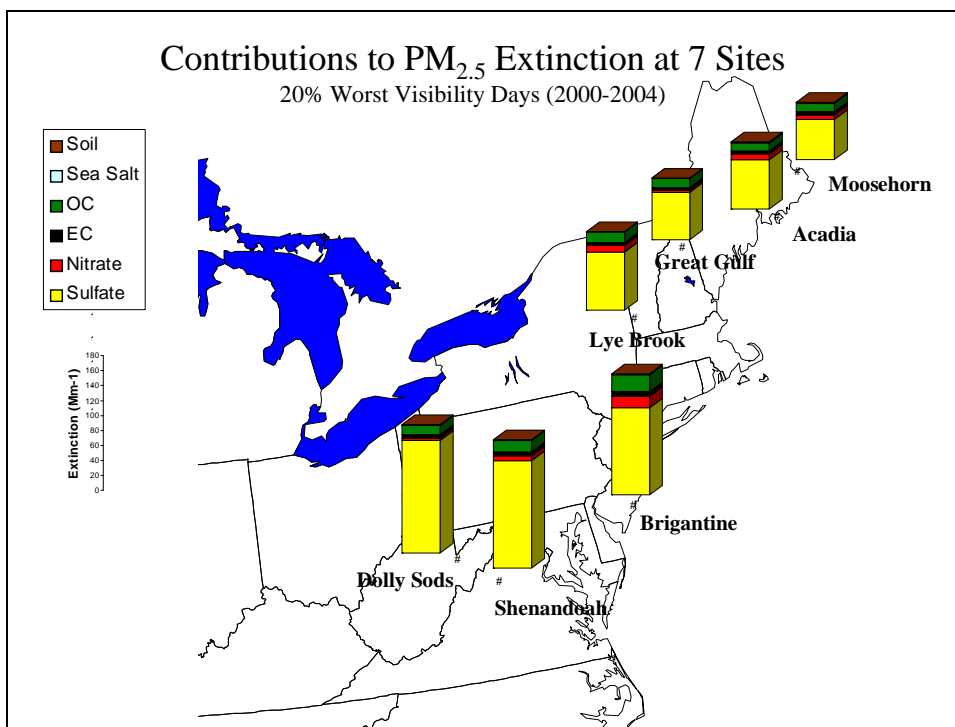 Contributions to PM2.5 Extinction at 7 Sites
20% Worst Visibility Days (2000-2004)
Soil
Sea Salt
OC
EC
Nitrate
Sulfate
Moosehorn
Acadia
Great Gulf
Lye Brook
Brigantine
Dolly Sods
Shenandoah
Extinction (Mm-1)
180
160
140
120
100
80
60
40
20
0
#
#
#
#
#
#